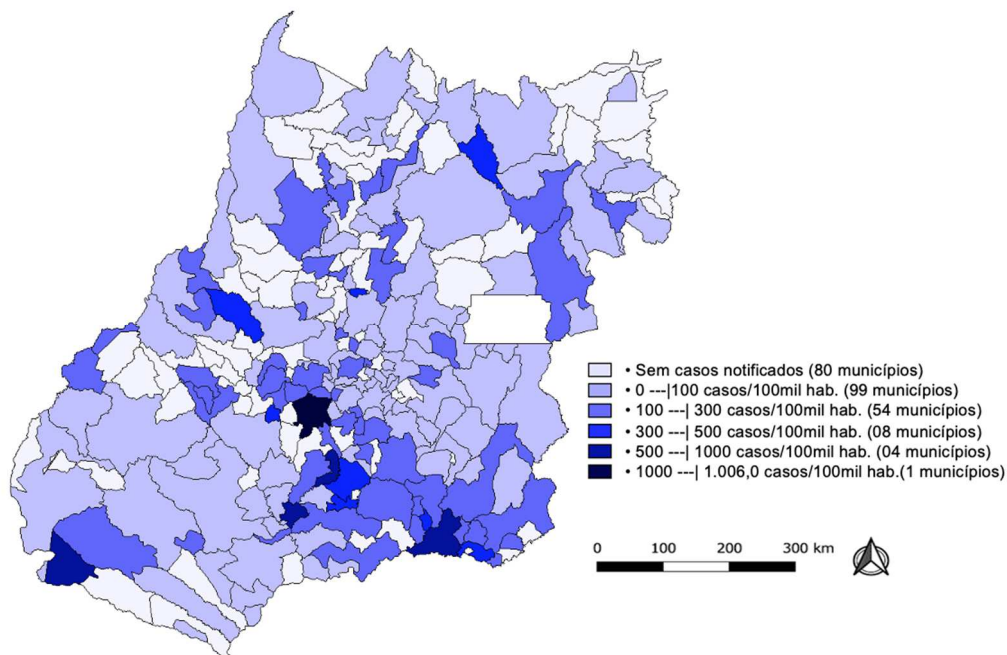 • Sem casos notificados (80 municípios)
• 0 ---|100 casos/100mil hab. (99 municípios)
• 100 ---| 300 casos/100mil hab. (54 municípios)
• 300 ---| 500 casos/100mil hab. (08 municípios)
• 500 ---| 1000 casos/100mil hab. (04 municípios)
• 1000 ---| 1.006,0 casos/100mil hab.(1 municípios)
0 100 200 300 km